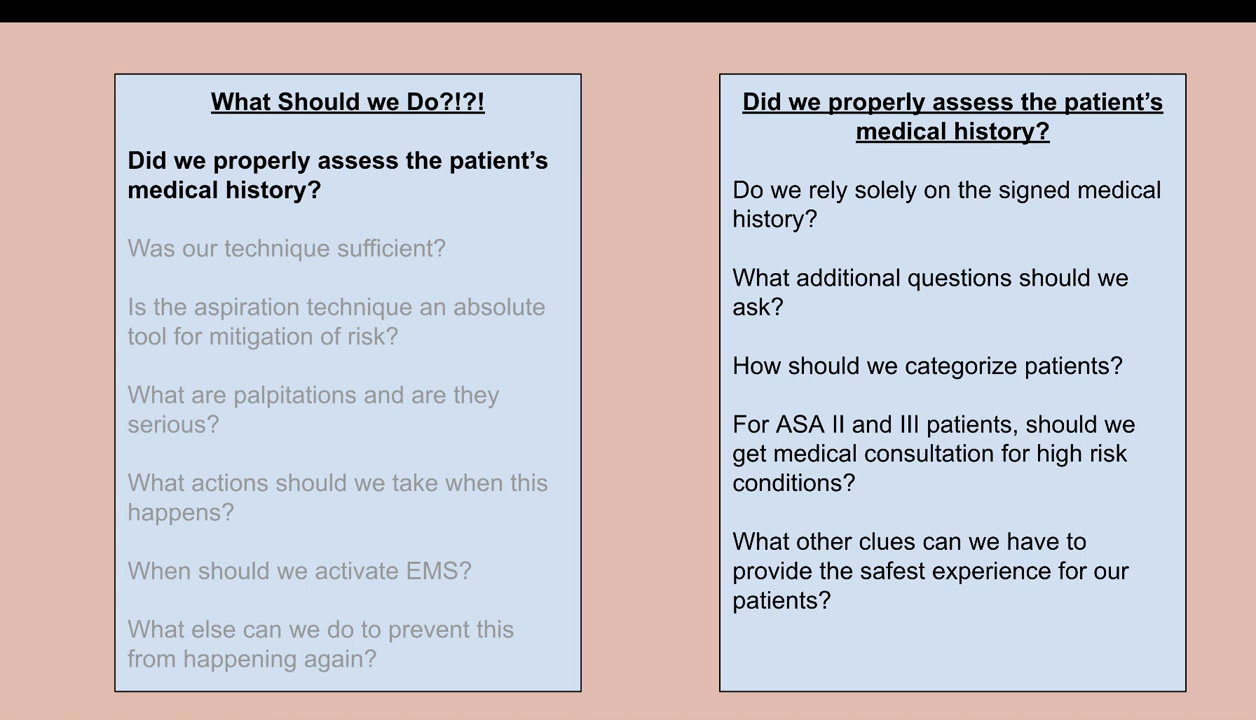 What Should we Do?!?!
Did we properly assess the patient's
medical history?
Was our technique sufficient?
Is the aspiration technique an absolute
tool for mitigation of risk?
What are palpitations and are they
serious?
What actions should we take when this
happens?
When should we activate EMS?
What else can we do to prevent this
from happening again?
Did we properly assess the patient's
medical history?
Do we rely solely on the signed medical
history?
What additional questions should we
ask?
How should we categorize patients?
For ASA II and III patients, should we
get medical consultation for high risk
conditions?
What other clues can we have to
provide the safest experience for our
patients?